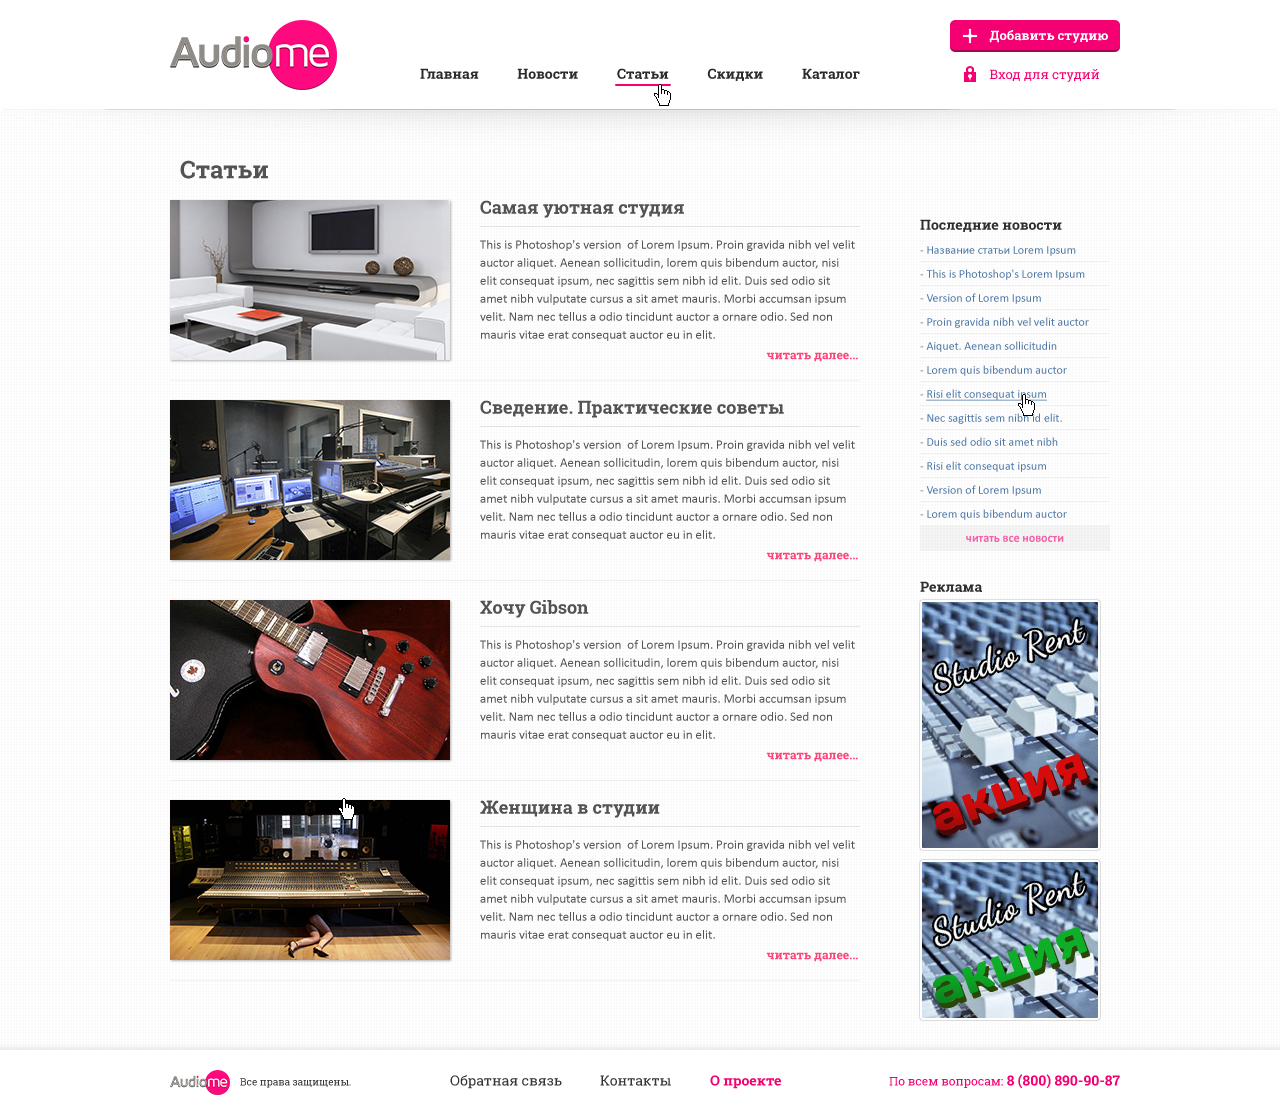 Audiome
Главная Новости Статьи Скидки Каталог
Добавить студию
Вход для студий
Статьи
Самая уютная студия
This is Photoshop's version  of Lorem Ipsum. Proin gravida nibh vel velit
auctor aliquet. Aenean sollicitudin, lorem quis bibendum auctor, nisi
elit consequat ipsum, nec sagittis sem nibh id elit. Duis sed odio sit
amet nibh vulputate cursus a sit amet mauris. Morbi accumsan ipsum
velit. Nam nec tellus a odio tincidunt auctor a ornare odio. Sed non
mauris vitae erat consequat auctor eu in elit.
читать далее...
Сведение. Практические советы
This is Photoshop's version  of Lorem Ipsum. Proin gravida nibh vel velit
auctor aliquet. Aenean sollicitudin, lorem quis bibendum auctor, nisi
elit consequat ipsum, nec sagittis sem nibh id elit. Duis sed odio sit
amet nibh vulputate cursus a sit amet mauris. Morbi accumsan ipsum
velit. Nam nec tellus a odio tincidunt auctor a ornare odio. Sed non
mauris vitae erat consequat auctor eu in elit.
читать далее...
Хочу Gibson
This is Photoshop's version  of Lorem Ipsum. Proin gravida nibh vel velit
auctor aliquet. Aenean sollicitudin, lorem quis bibendum auctor, nisi
elit consequat ipsum, nec sagittis sem nibh id elit. Duis sed odio sit
amet nibh vulputate cursus a sit amet mauris. Morbi accumsan ipsum
velit. Nam nec tellus a odio tincidunt auctor a ornare odio. Sed non
mauris vitae erat consequat auctor eu in elit.
читать далее...
Женщина в студии
This is Photoshop's version  of Lorem Ipsum. Proin gravida nibh vel velit
auctor aliquet. Aenean sollicitudin, lorem quis bibendum auctor, nisi
elit consequat ipsum, nec sagittis sem nibh id elit. Duis sed odio sit
amet nibh vulputate cursus a sit amet mauris. Morbi accumsan ipsum
velit. Nam nec tellus a odio tincidunt auctor a ornare odio. Sed non
mauris vitae erat consequat auctor eu in elit.
читать далее...
Последние новости
- Название статьи Lorem Ipsum
- This is Photoshop's Lorem Ipsum
- Version of Lorem Ipsum
- Proin gravida nibh vel velit auctor
- Aiquet. Aenean sollicitudin
- Lorem quis bibendum auctor
- Risi elit consequat ipsum
- Nec sagittis sem nibh id elit.
- Duis sed odio sit amet nibh
- Risi elit consequat ipsum
- Version of Lorem Ipsum
- Lorem quis bibendum auctor
читать все новости
Реклама
Studio Rent
акция
Studio Rent
акция
Audiome
Все права защищены.
Обратная связь Контакты О проекте
По всем вопросам: 8 (800) 890-90-87